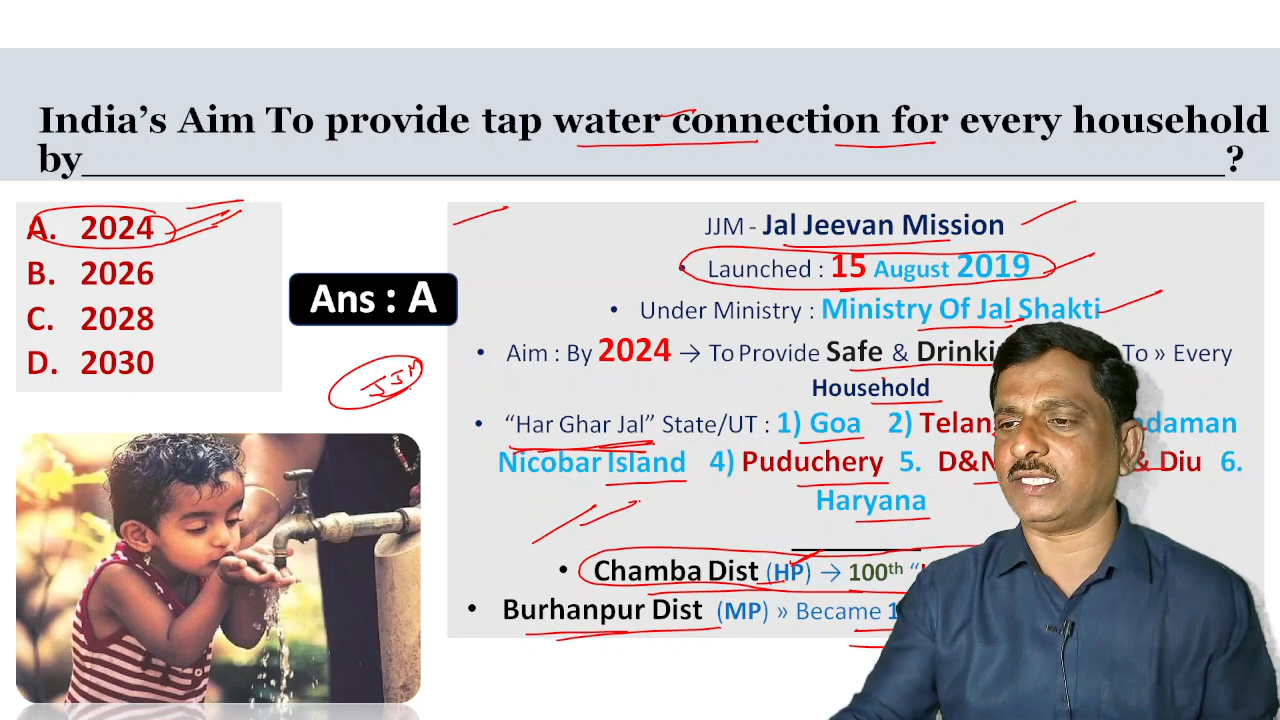 India's Aim To provide tap water connection for every household
by ?
A. 2024
B. 2026
C. 2028
D. 2030
Ans : A
JJM
JJM - Jal Jeevan Mission
• Launched : 15 August 2019
• Under Ministry : Ministry Of Jal Shakti
• Aim : By 2024 → To Provide Safe & To » Every
Household
• “Har Ghar Jal” State/UT : 1) Goa 2)
Nicobar Island 4) Puduchery 5. & Diu 6.
Haryana
• Chamba Dist (HP) → 100th
• Burhanpur Dist (MP) » Became